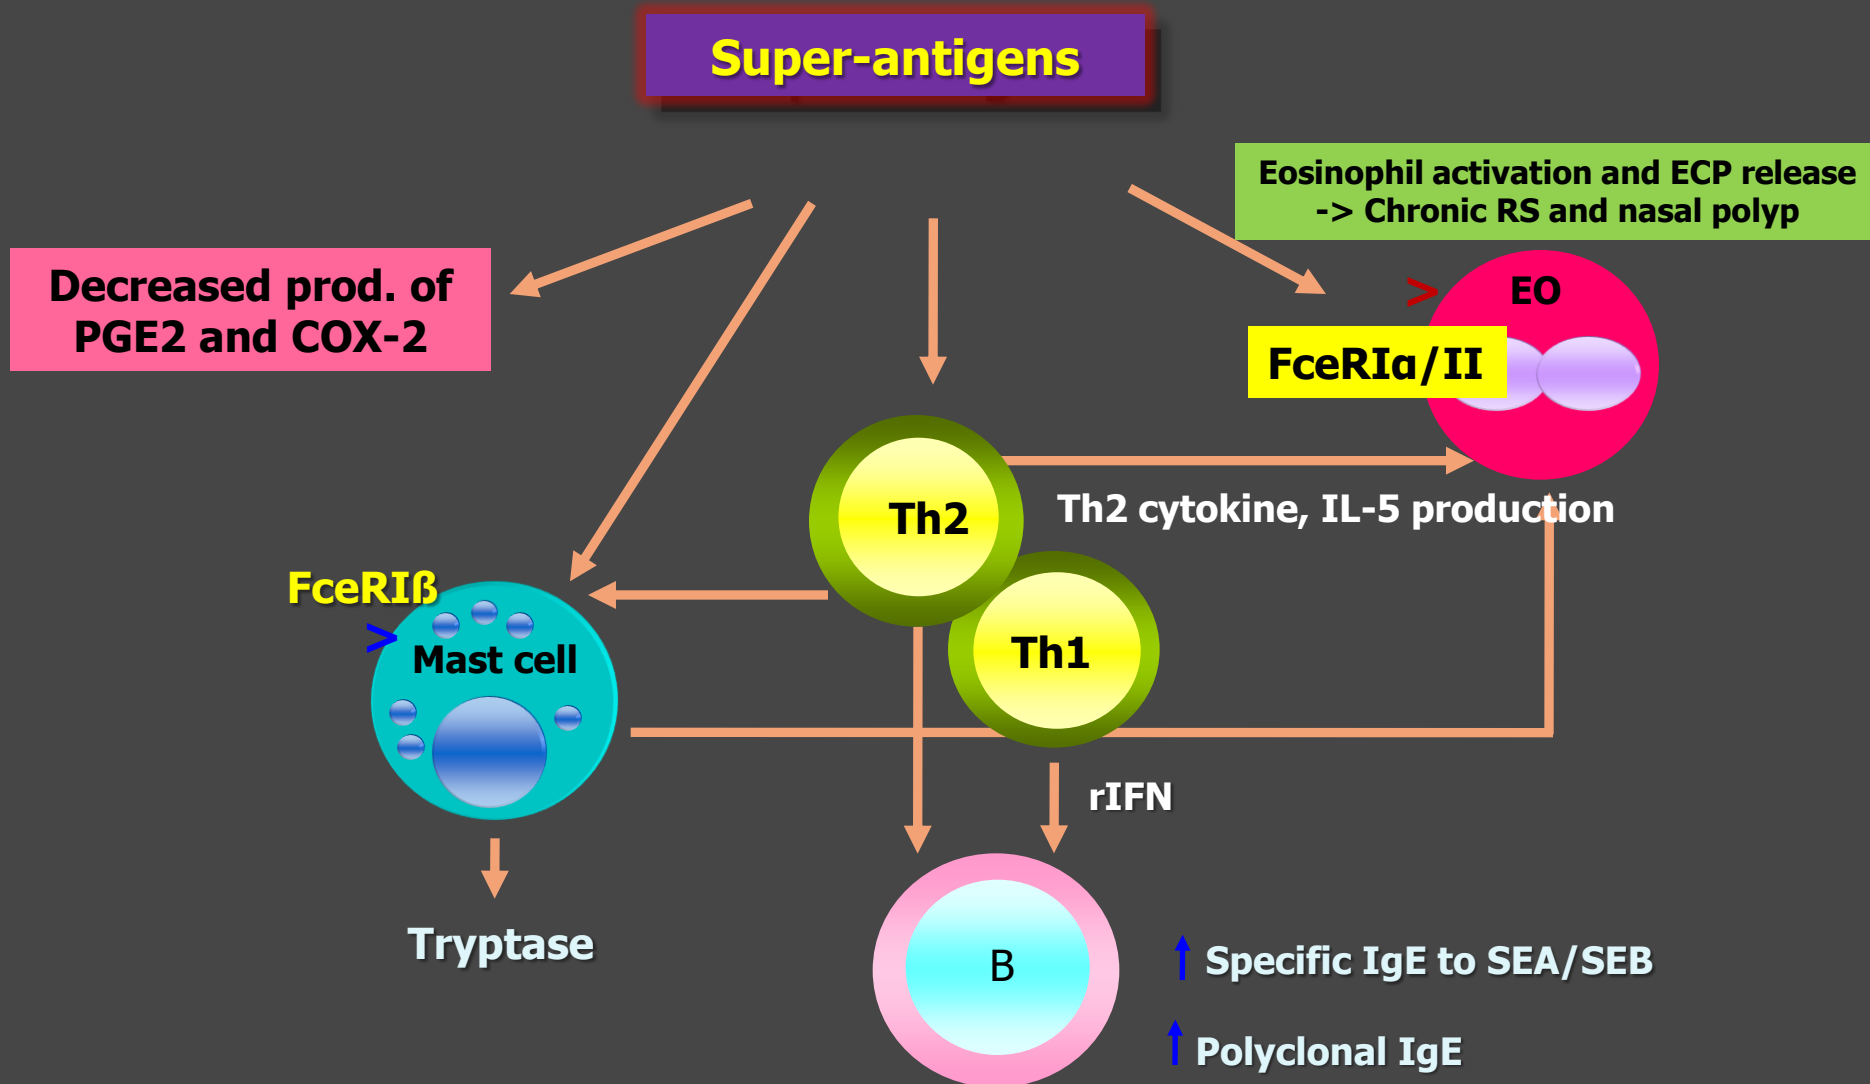 Super-antigens
Eosinophil activation and ECP release
-> Chronic RS and nasal polyp
Decreased prod. of
PGE2 and COX-2
> EO
FceRIα/II
Th2
Th2 cytokine, IL-5 production
FceRIß
>
Mast cell
Th1
rIFN
Tryptase
B
Specific IgE to SEA/SEB
Polyclonal IgE